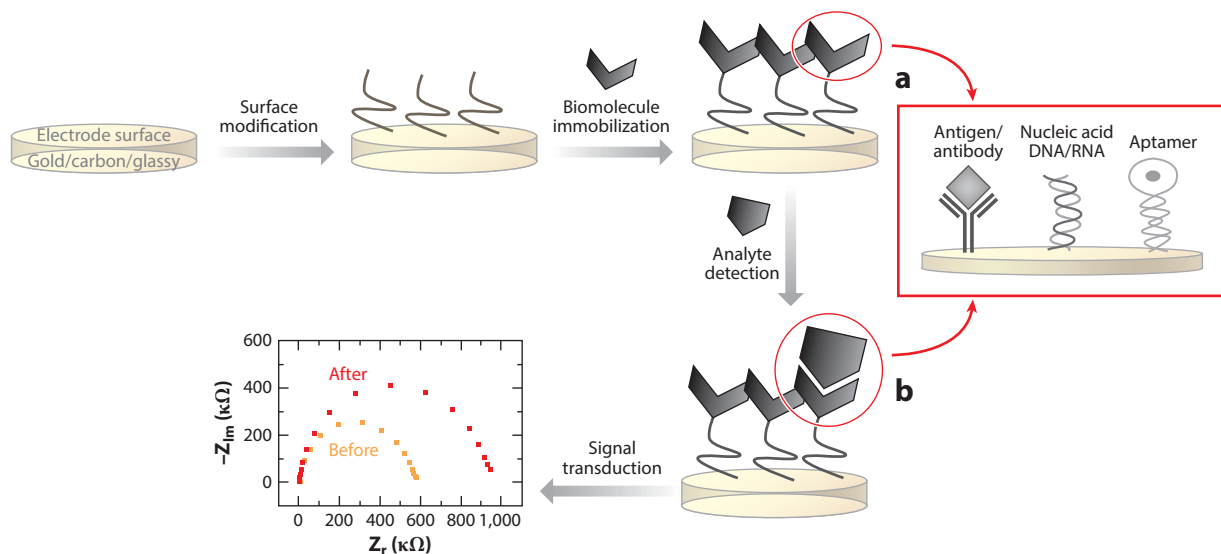 Electrode surface
Gold/carbon/glassy
Surface
modification
Biomolecule
immobilization
a
Antigen/
antibody
Nucleic acid
DNA/RNA
Aptamer
Analyte
detection
b
Signal
transduction
600
400
200
0
–Z_Im (κΩ)
After
Before
0
200
400
600
800
1,000
Z_r (κΩ)